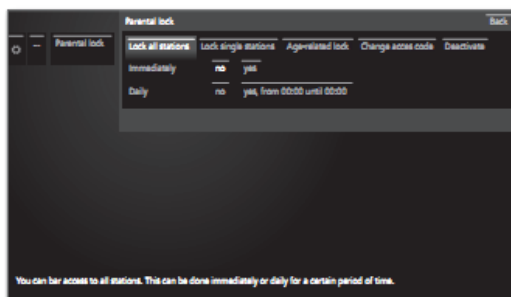 Parental lock Back
... Parental lock
Lock all stations Lock single stations Age-related lock Change acces code Deactivate
Immediately no yes
Daily no yes, from 00:00 until 00:00
You can bar access to all stations. This can be done immediately or daily for a certain period of time.